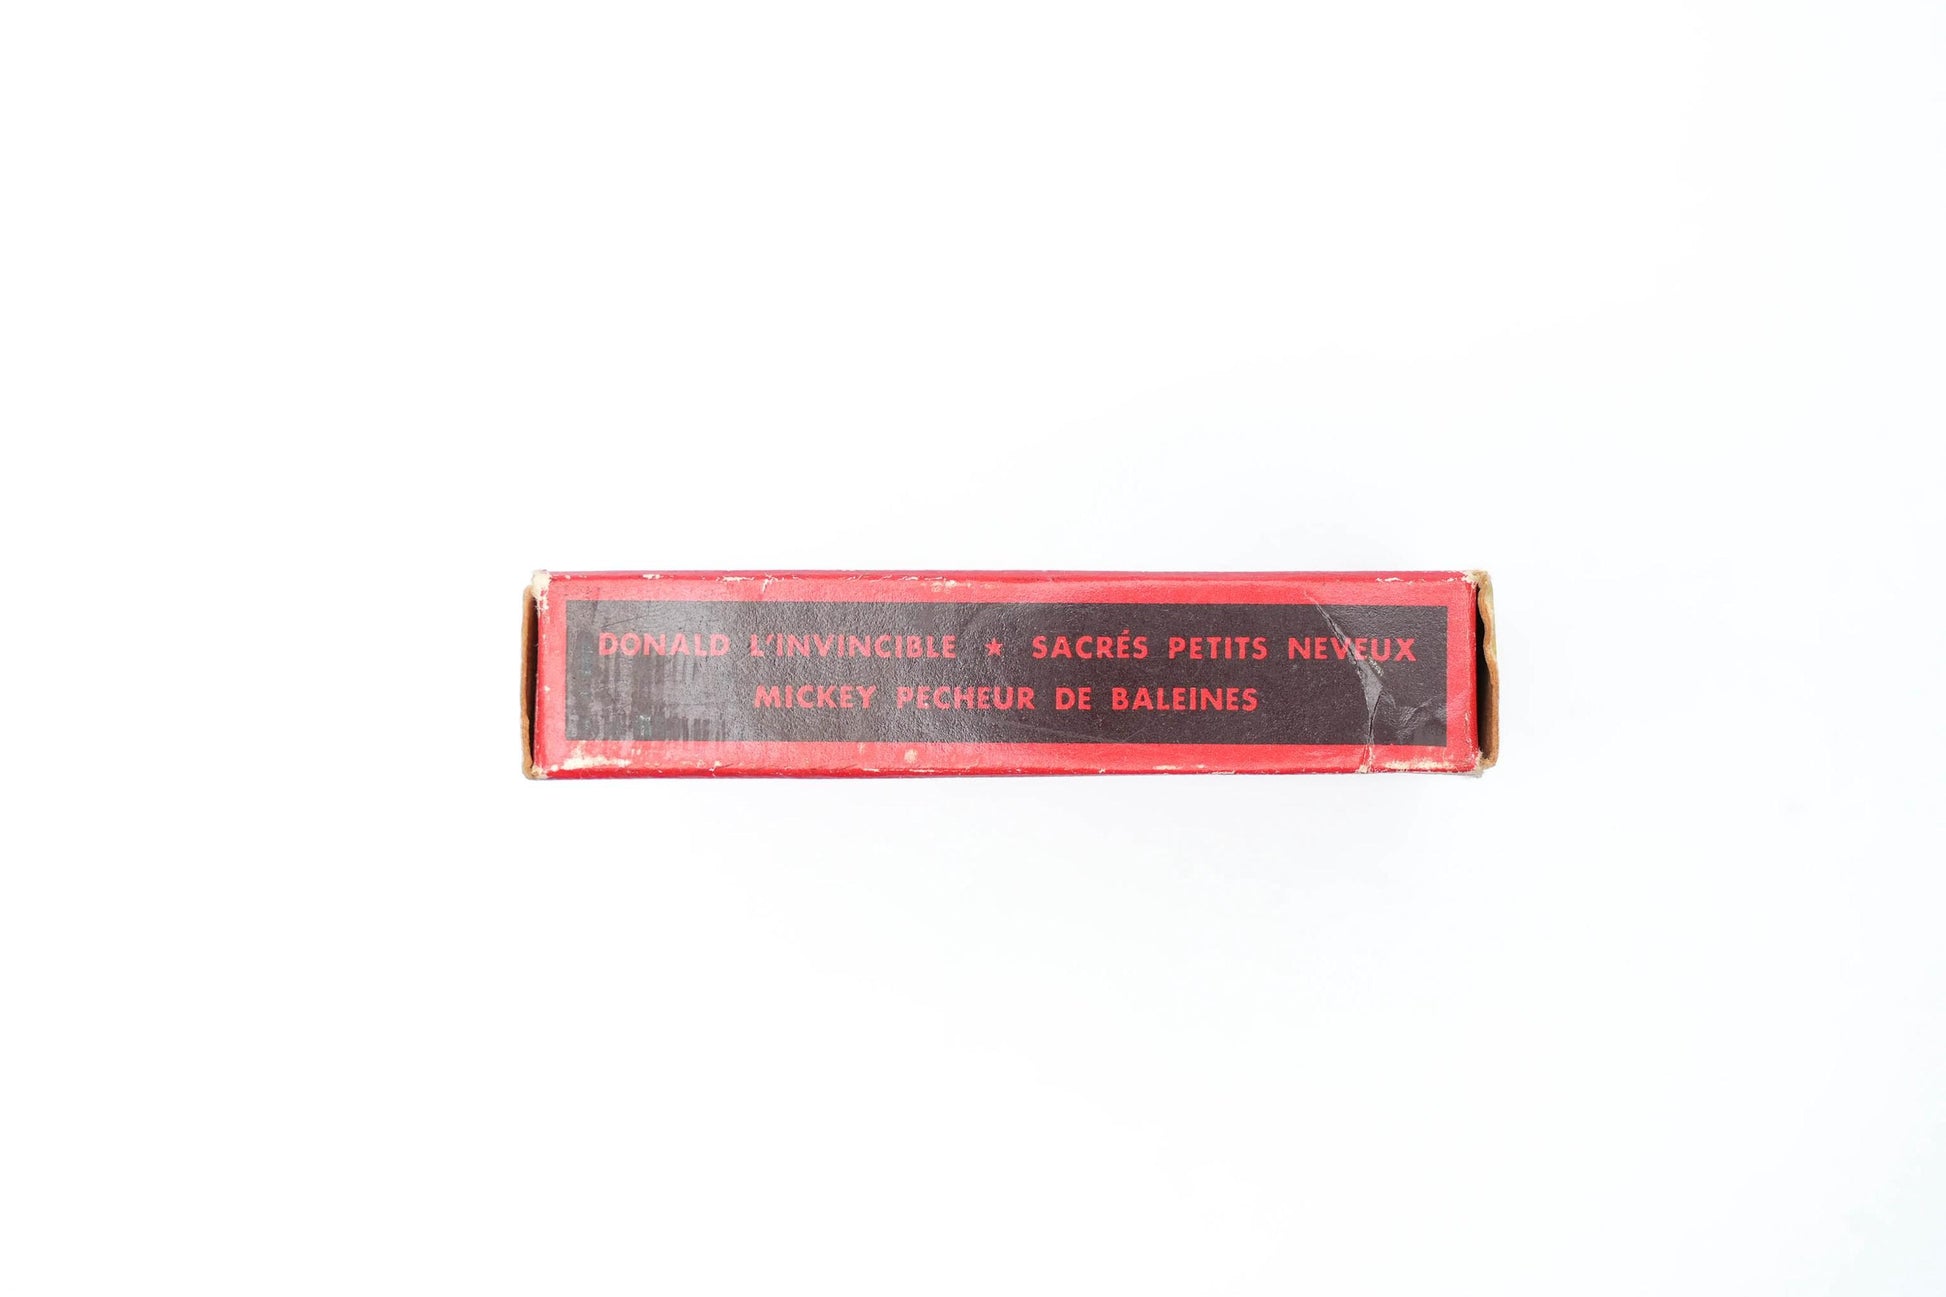 DONALD L'INVINCIBLE ★ SACRÉS PETITS NEVEUX
MICKEY PECHEUR DE BALEINES